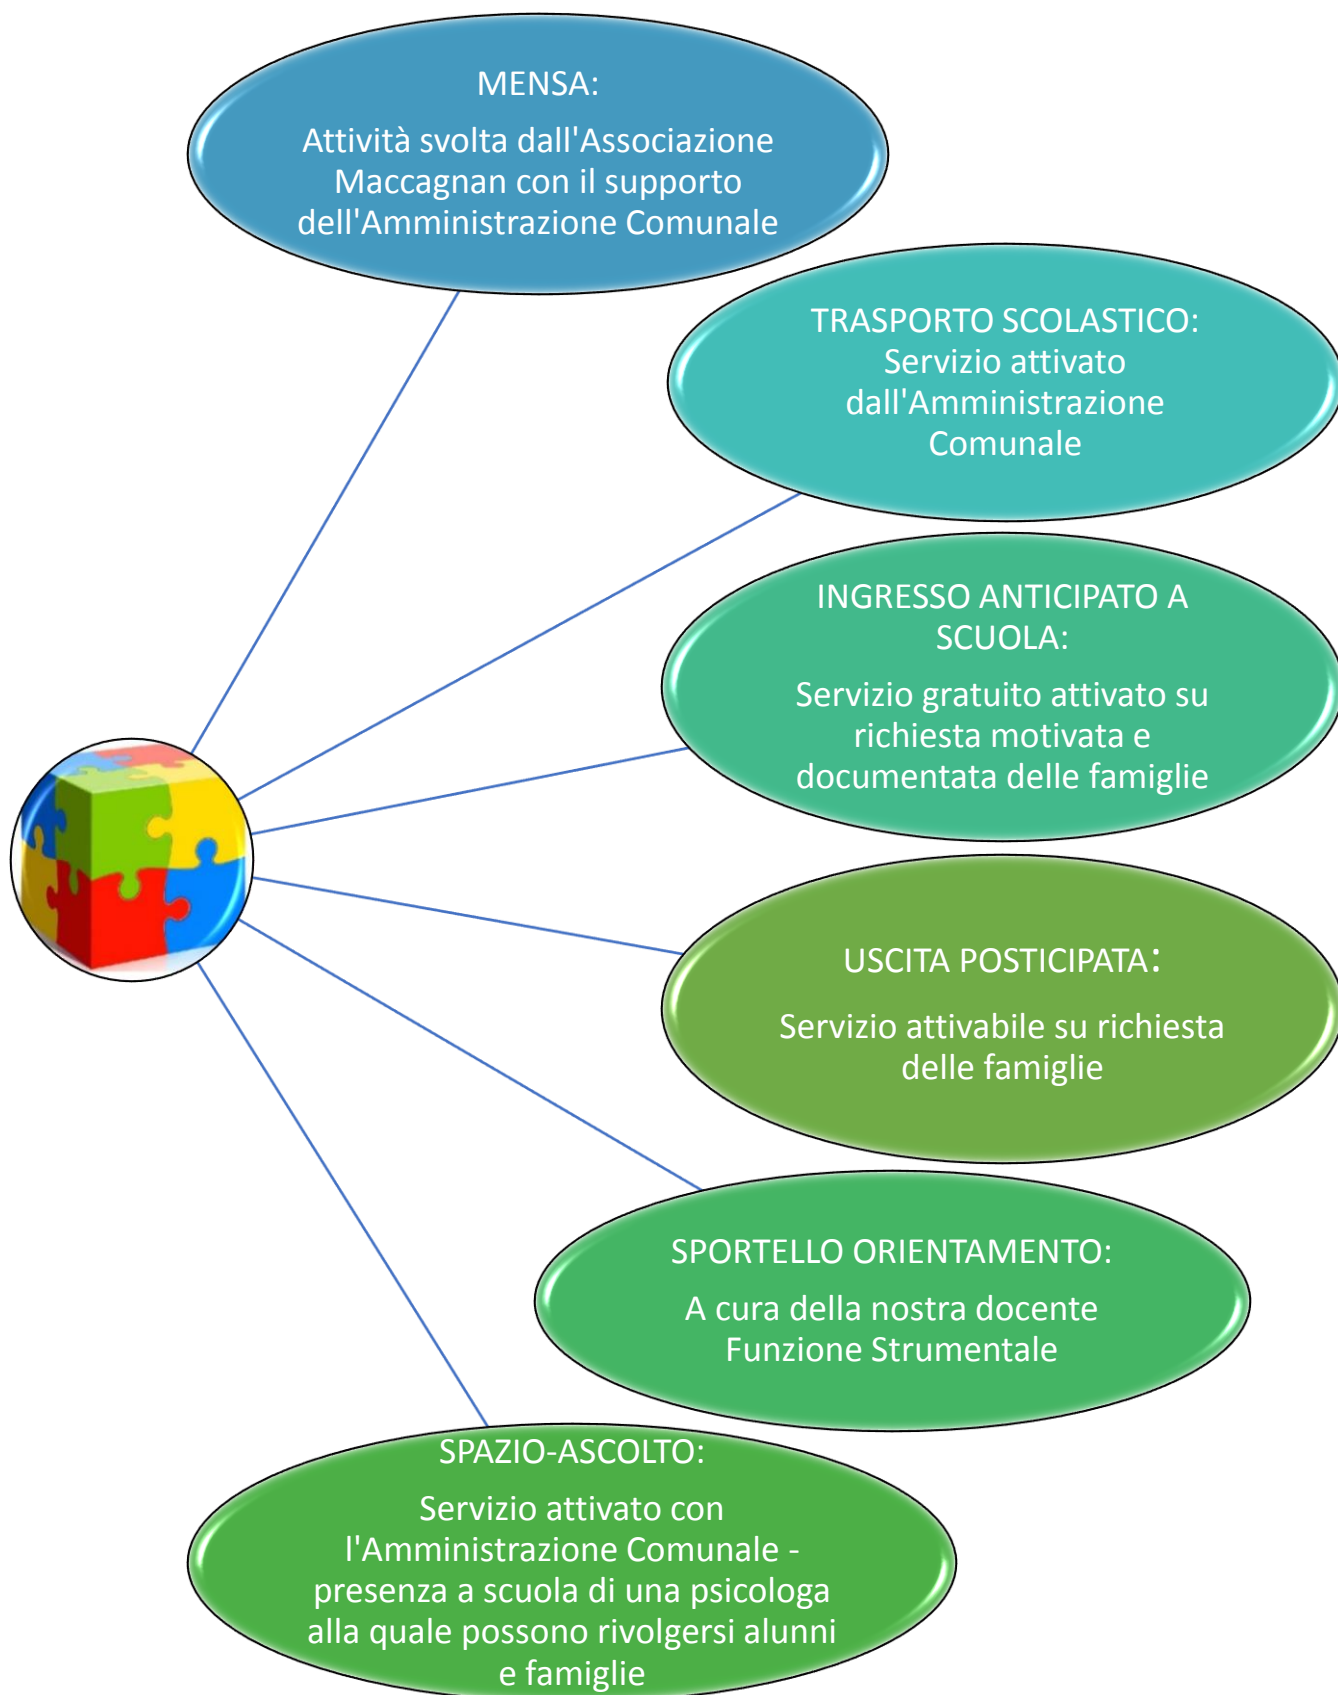 MENSA:
Attività svolta dall'Associazione
Maccagnan con il supporto
dell'Amministrazione Comunale
TRASPORTO SCOLASTICO:
Servizio attivato
dall'Amministrazione
Comunale
INGRESSO ANTICIPATO A
SCUOLA:
Servizio gratuito attivato su
richiesta motivata e
documentata delle famiglie
USCITA POSTICIPATA:
Servizio attivabile su richiesta
delle famiglie
SPORTELLO ORIENTAMENTO:
A cura della nostra docente
Funzione Strumentale
SPAZIO-ASCOLTO:
Servizio attivato con
l'Amministrazione Comunale -
presenza a scuola di una psicologa
alla quale possono rivolgersi alunni
e famiglie